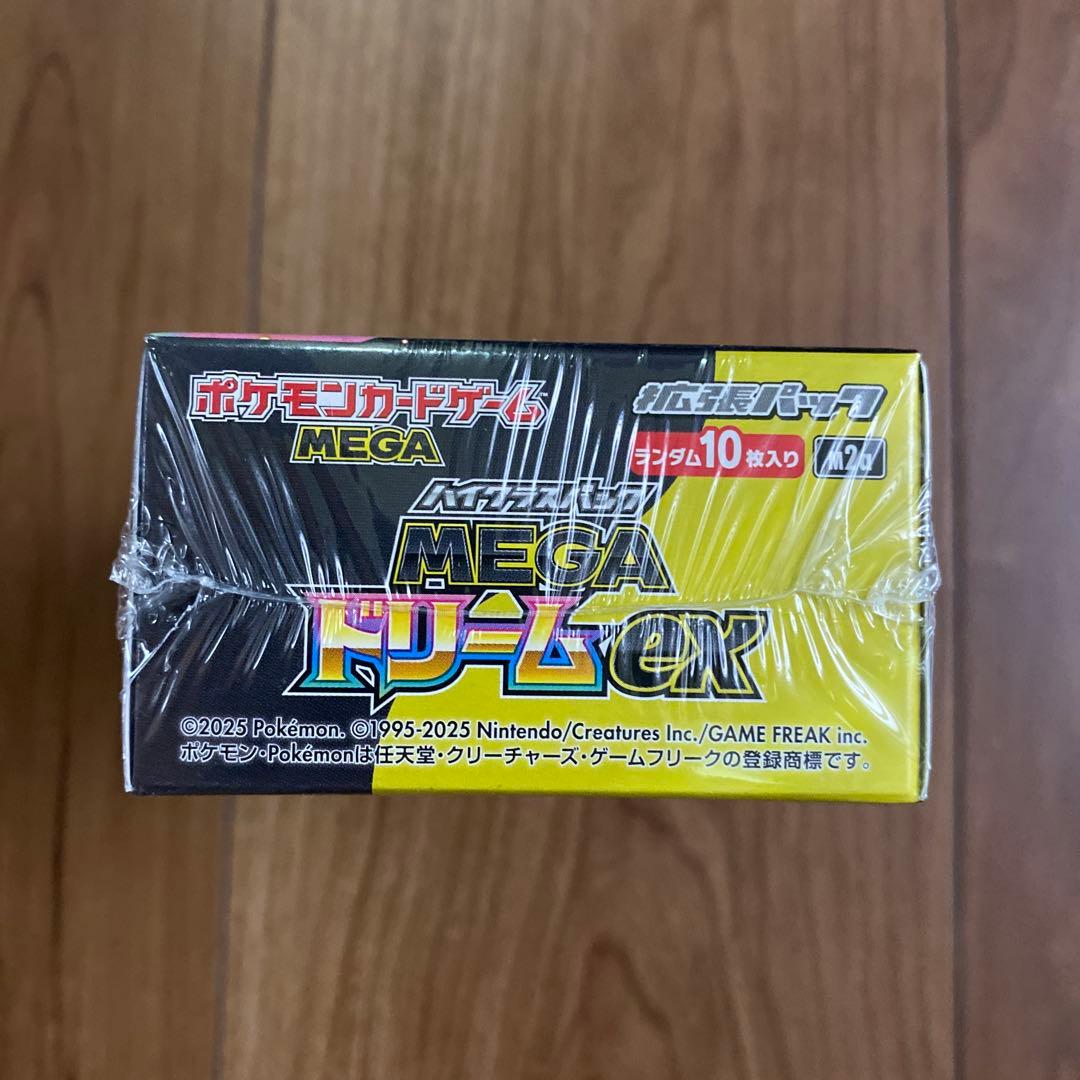 ポケモンカードゲーム™
MEGA
拡張パック
ランダム10枚入り
m2a
ハイクラスパック
MEGA
ドリームex
©2025 Pokémon. ©1995-2025 Nintendo/Creatures Inc./GAME FREAK inc.
ポケモン・Pokémonは任天堂・クリーチャーズ・ゲームフリークの登録商標です。